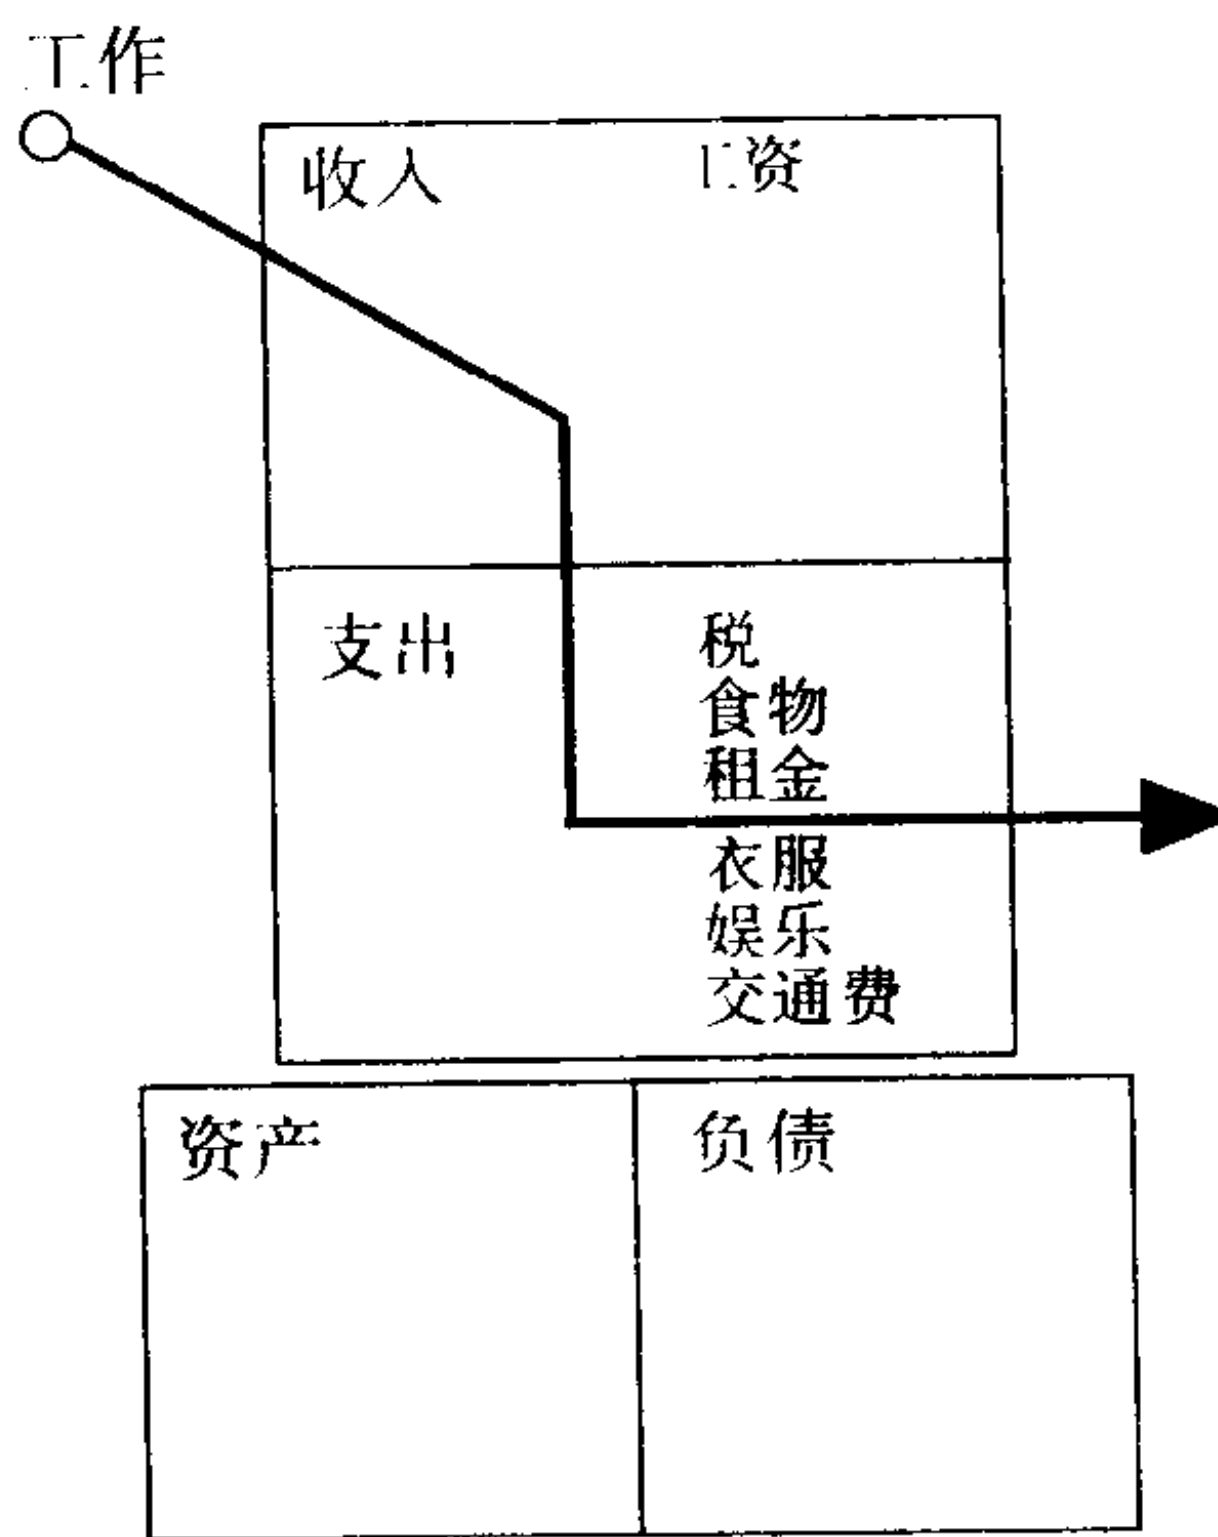 工作
收入 工资
支出
税
食物
租金
衣服
娱乐
交通费
资产 负债